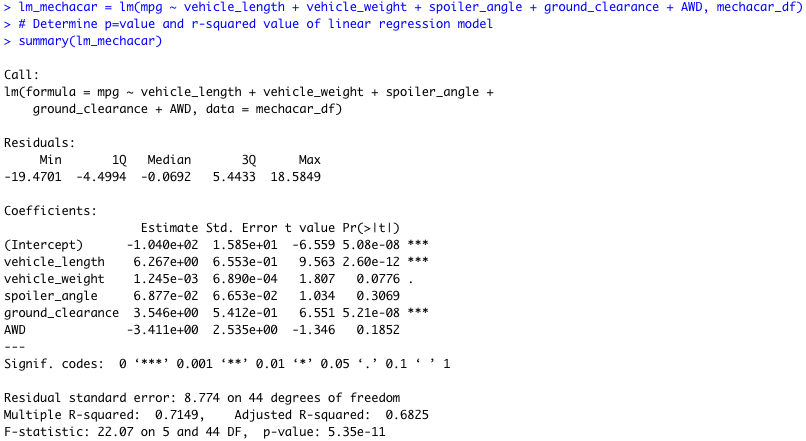 > lm_mechacar = lm(mpg ~ vehicle_length + vehicle_weight + spoiler_angle + ground_clearance + AWD, mechacar_df)
> # Determine p=value and r-squared value of linear regression model
> summary(lm_mechacar)

Call:
lm(formula = mpg ~ vehicle_length + vehicle_weight + spoiler_angle +
    ground_clearance + AWD, data = mechacar_df)

Residuals:
     Min       1Q   Median       3Q      Max
-19.4701  -4.4994  -0.0692   5.4433  18.5849

Coefficients:
                   Estimate Std. Error t value Pr(>|t|)
(Intercept)      -1.040e+02  1.585e+01  -6.559 5.08e-08 ***
vehicle_length    6.267e+00  6.553e-01   9.563 2.60e-12 ***
vehicle_weight    1.245e-03  6.890e-04   1.807   0.0776 .
spoiler_angle     6.877e-02  6.653e-02   1.034   0.3069
ground_clearance  3.546e+00  5.412e-01   6.551 5.21e-08 ***
AWD              -3.411e+00  2.535e+00  -1.346   0.1852
---
Signif. codes:  0 ‘***’ 0.001 ‘**’ 0.01 ‘*’ 0.05 ‘.’ 0.1 ‘ ’ 1

Residual standard error: 8.774 on 44 degrees of freedom
Multiple R-squared:  0.7149,    Adjusted R-squared:  0.6825
F-statistic: 22.07 on 5 and 44 DF,  p-value: 5.35e-11